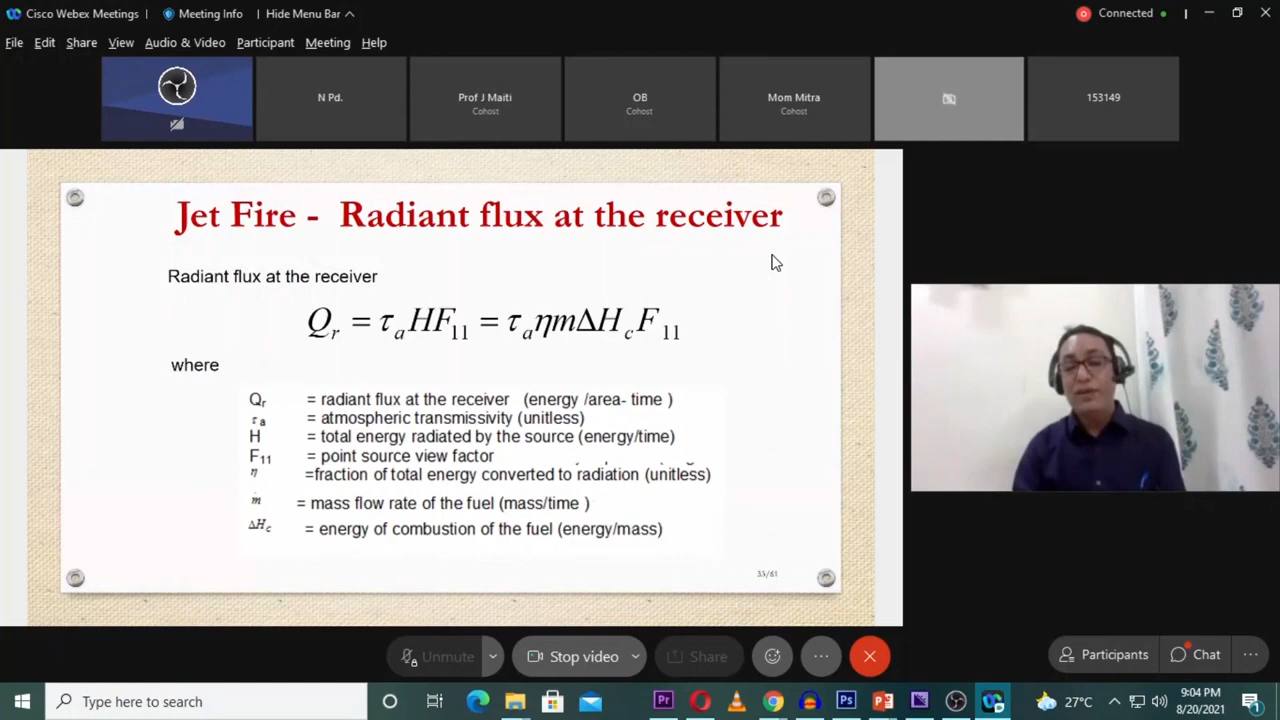 Cisco Webex Meetings
Meeting Info
Hide Menu Bar
Connected
File Edit Share View Audio & Video Participant Meeting Help
N Pd.
Prof J Maiti
Cohost
OB
Cohost
Mom Mitra
Cohost
153149
Jet Fire - Radiant flux at the receiver
Radiant flux at the receiver
Qr = τaHF11 = τaηmΔHcF11
where
Qr = radiant flux at the receiver (energy /area- time )
τa = atmospheric transmissivity (unitless)
H = total energy radiated by the source (energy/time)
F11 = point source view factor
η =fraction of total energy converted to radiation (unitless)
ṁ = mass flow rate of the fuel (mass/time )
ΔHc = energy of combustion of the fuel (energy/mass)
Unmute
Stop video
Share
Participants
Chat
Type here to search
Pr
Ps
27°C
9:04 PM
8/20/2021
1